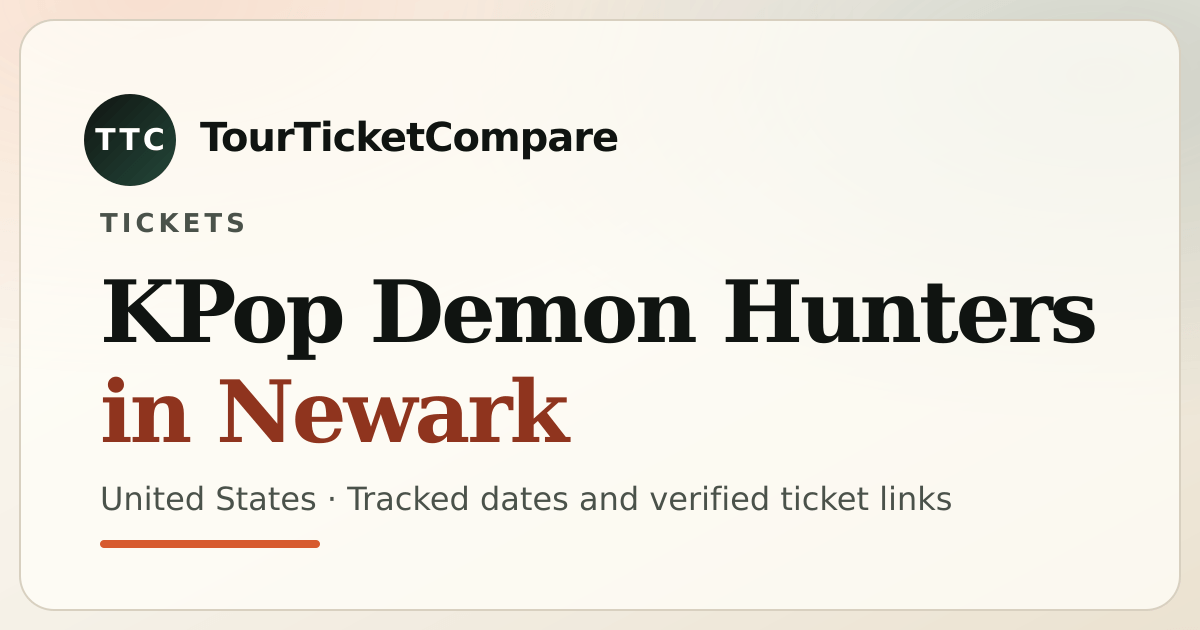 TTC TourTicketCompare
TICKETS
KPop Demon Hunters
in Newark
United States · Tracked dates and verified ticket links